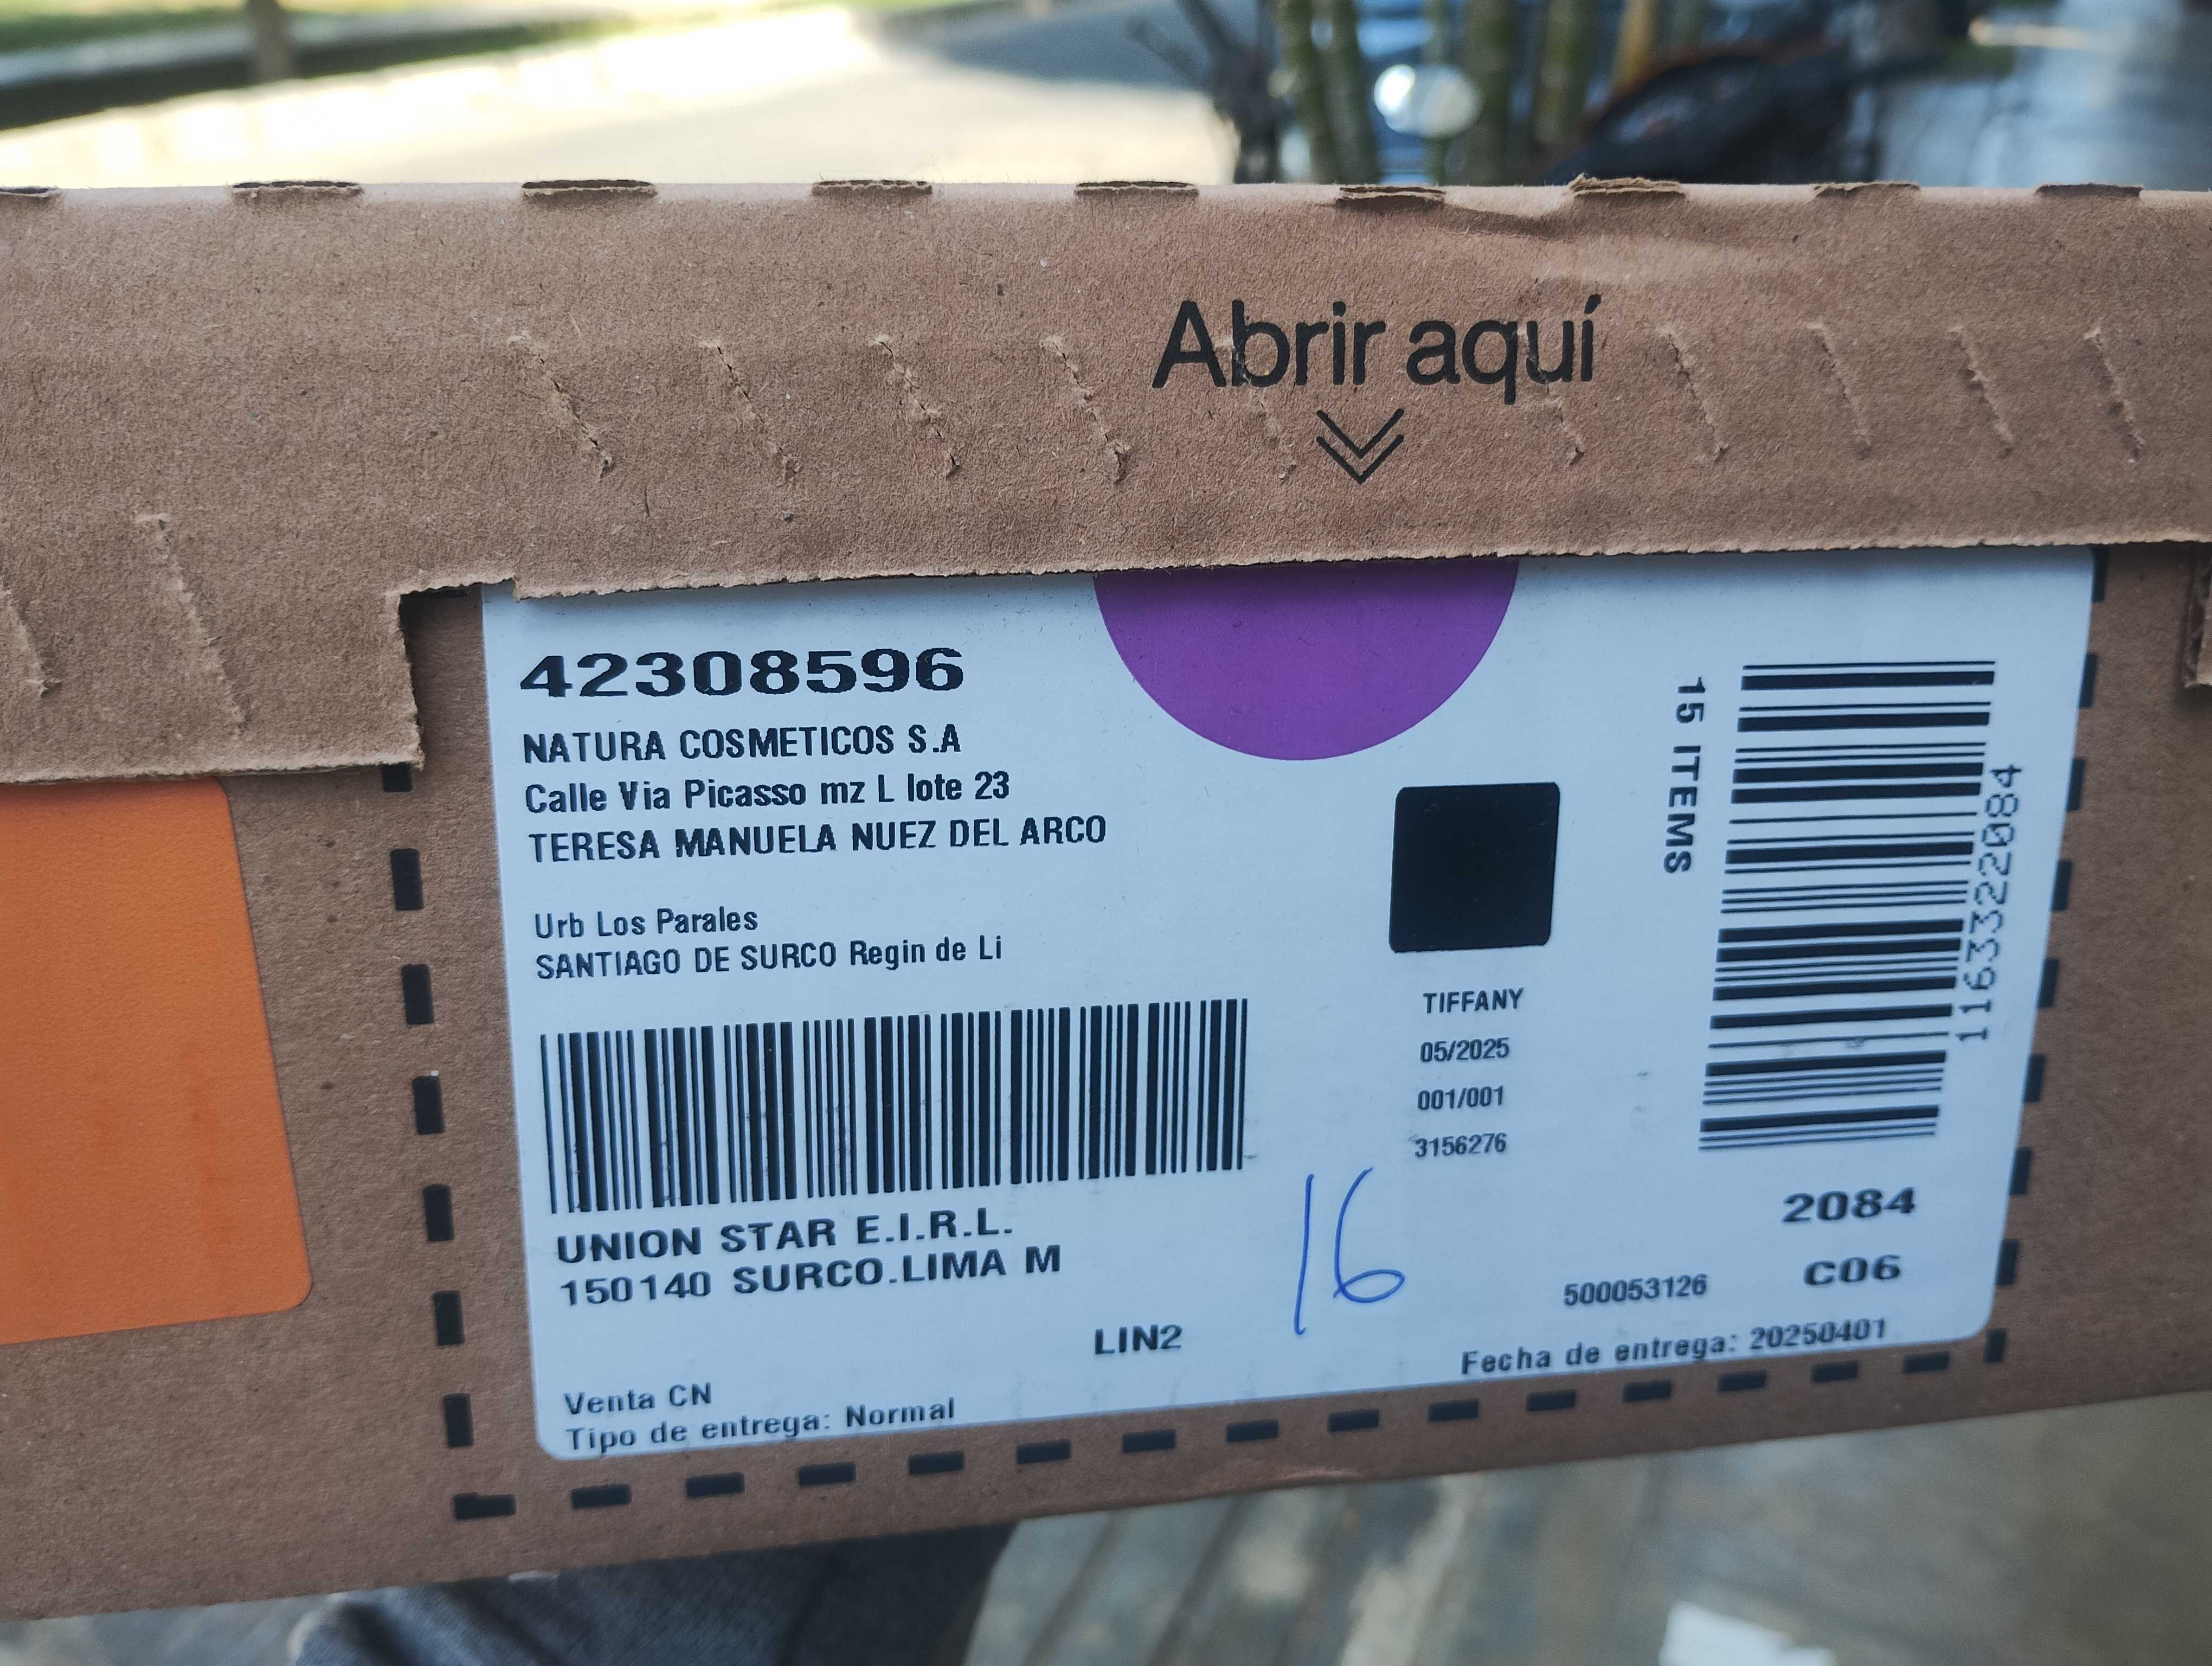 Abrir aquí
42308596
NATURA COSMETICOS S.A
Calle Via Picasso mz L lote 23
TERESA MANUELA NUEZ DEL ARCO
Urb Los Parales
SANTIAGO DE SURCO Regin de Li
UNION STAR E.I.R.L.
150140 SURCO.LIMA M
LIN2
Venta CN
Tipo de entrega: Normal
16
TIFFANY
05/2025
001/001
3156276
15 ITEMS
1163322084
2084
C06
500053126
Fecha de entrega: 20250401